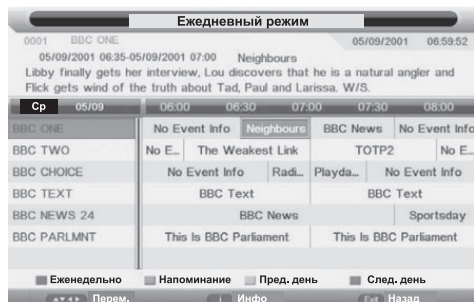 Ежедневный режим
0001 BBC ONE 05/09/2001 06:59:52
05/09/2001 06:35-05/09/2001 07:00 Neighbours
Libby finally gets her interview, Lou discovers that he is a natural angler and
Flick gets wind of the truth about Tad, Paul and Larissa. W/S.
Ср 05/09 06:00 06:30 07:00 07:30 08:00
BBC ONE No Event Info Neighbours BBC News No Event Info
BBC TWO No E... The Weakest Link TOTP2 No E...
BBC CHOICE No Event Info Radi... Playda... No Event Info
BBC TEXT BBC Text BBC Text
BBC NEWS 24 BBC News Sportsday
BBC PARLMNT This Is BBC Parliament This Is BBC Parliament
Еженедельно Напоминание Пред. день След. день
Перем. i Инфо Exit Назад